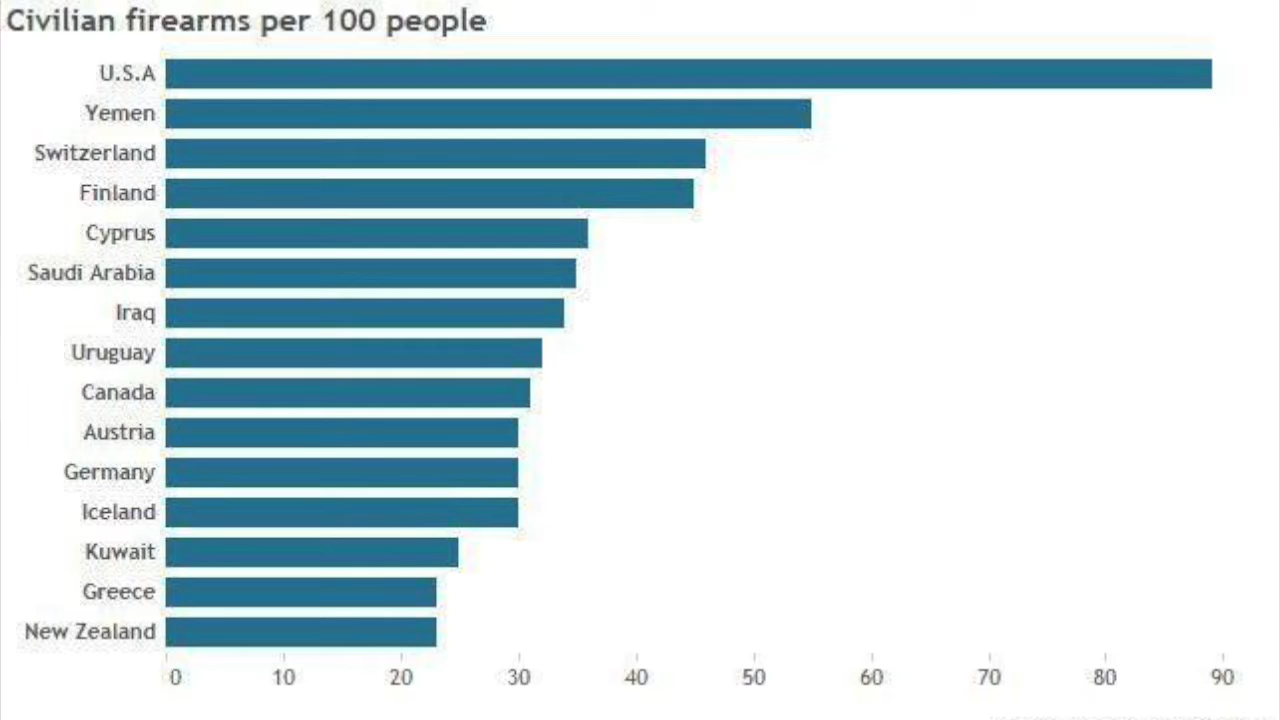 Civilian firearms per 100 people
U.S.A
Yemen
Switzerland
Finland
Cyprus
Saudi Arabia
Iraq
Uruguay
Canada
Austria
Germany
Iceland
Kuwait
Greece
New Zealand
0 10 20 30 40 50 60 70 80 90